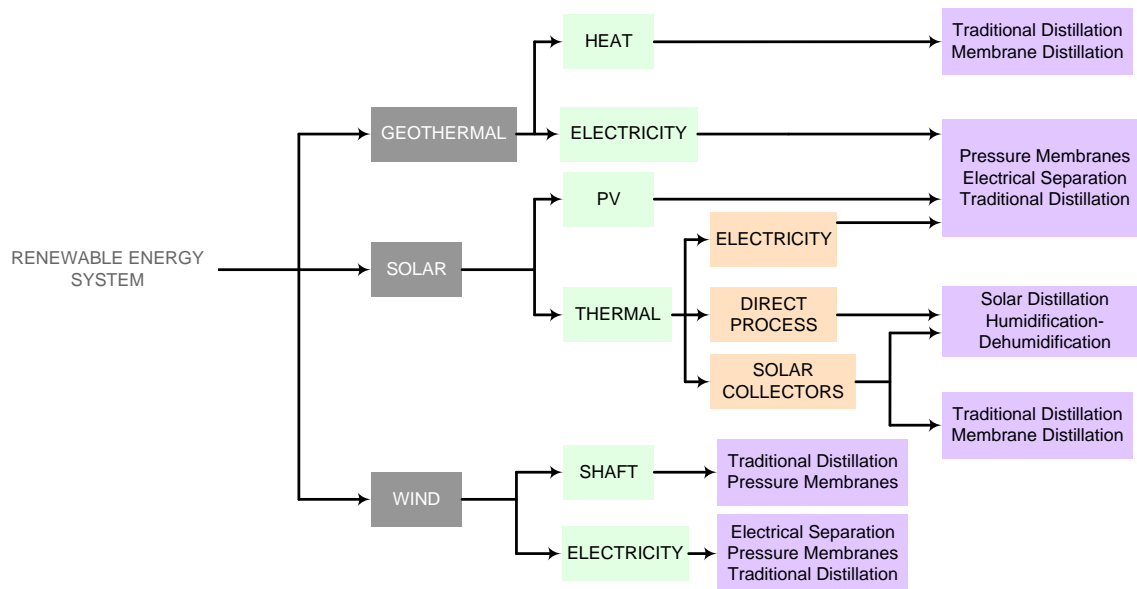 HEAT
Traditional Distillation
Membrane Distillation
GEOTHERMAL
ELECTRICITY
Pressure Membranes
Electrical Separation
Traditional Distillation
PV
ELECTRICITY
RENEWABLE ENERGY
SYSTEM
SOLAR
THERMAL
DIRECT
PROCESS
Solar Distillation
Humidification-
Dehumidification
SOLAR
COLLECTORS
Traditional Distillation
Membrane Distillation
WIND
SHAFT
Traditional Distillation
Pressure Membranes
ELECTRICITY
Electrical Separation
Pressure Membranes
Traditional Distillation